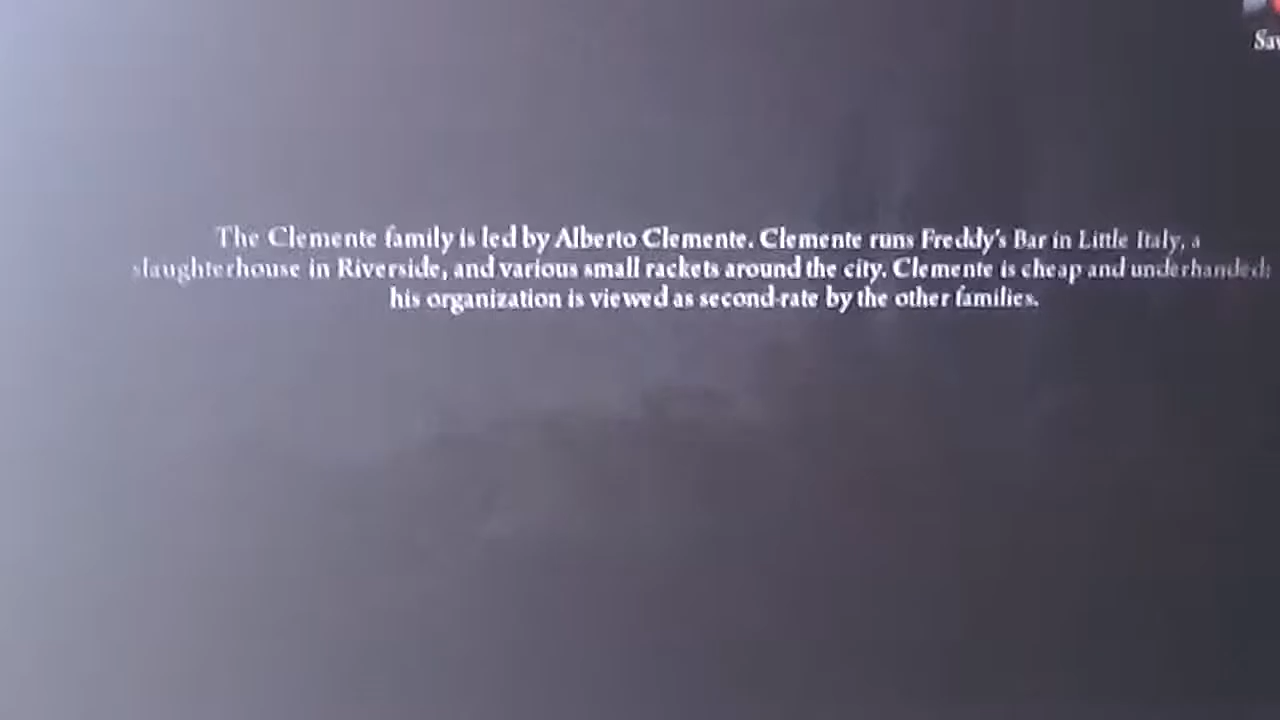 Sav
The Clemente family is led by Alberto Clemente. Clemente runs Freddy's Bar in Little Italy, a
slaughterhouse in Riverside, and various small rackets around the city. Clemente is cheap and underhanded;
his organization is viewed as second-rate by the other families.